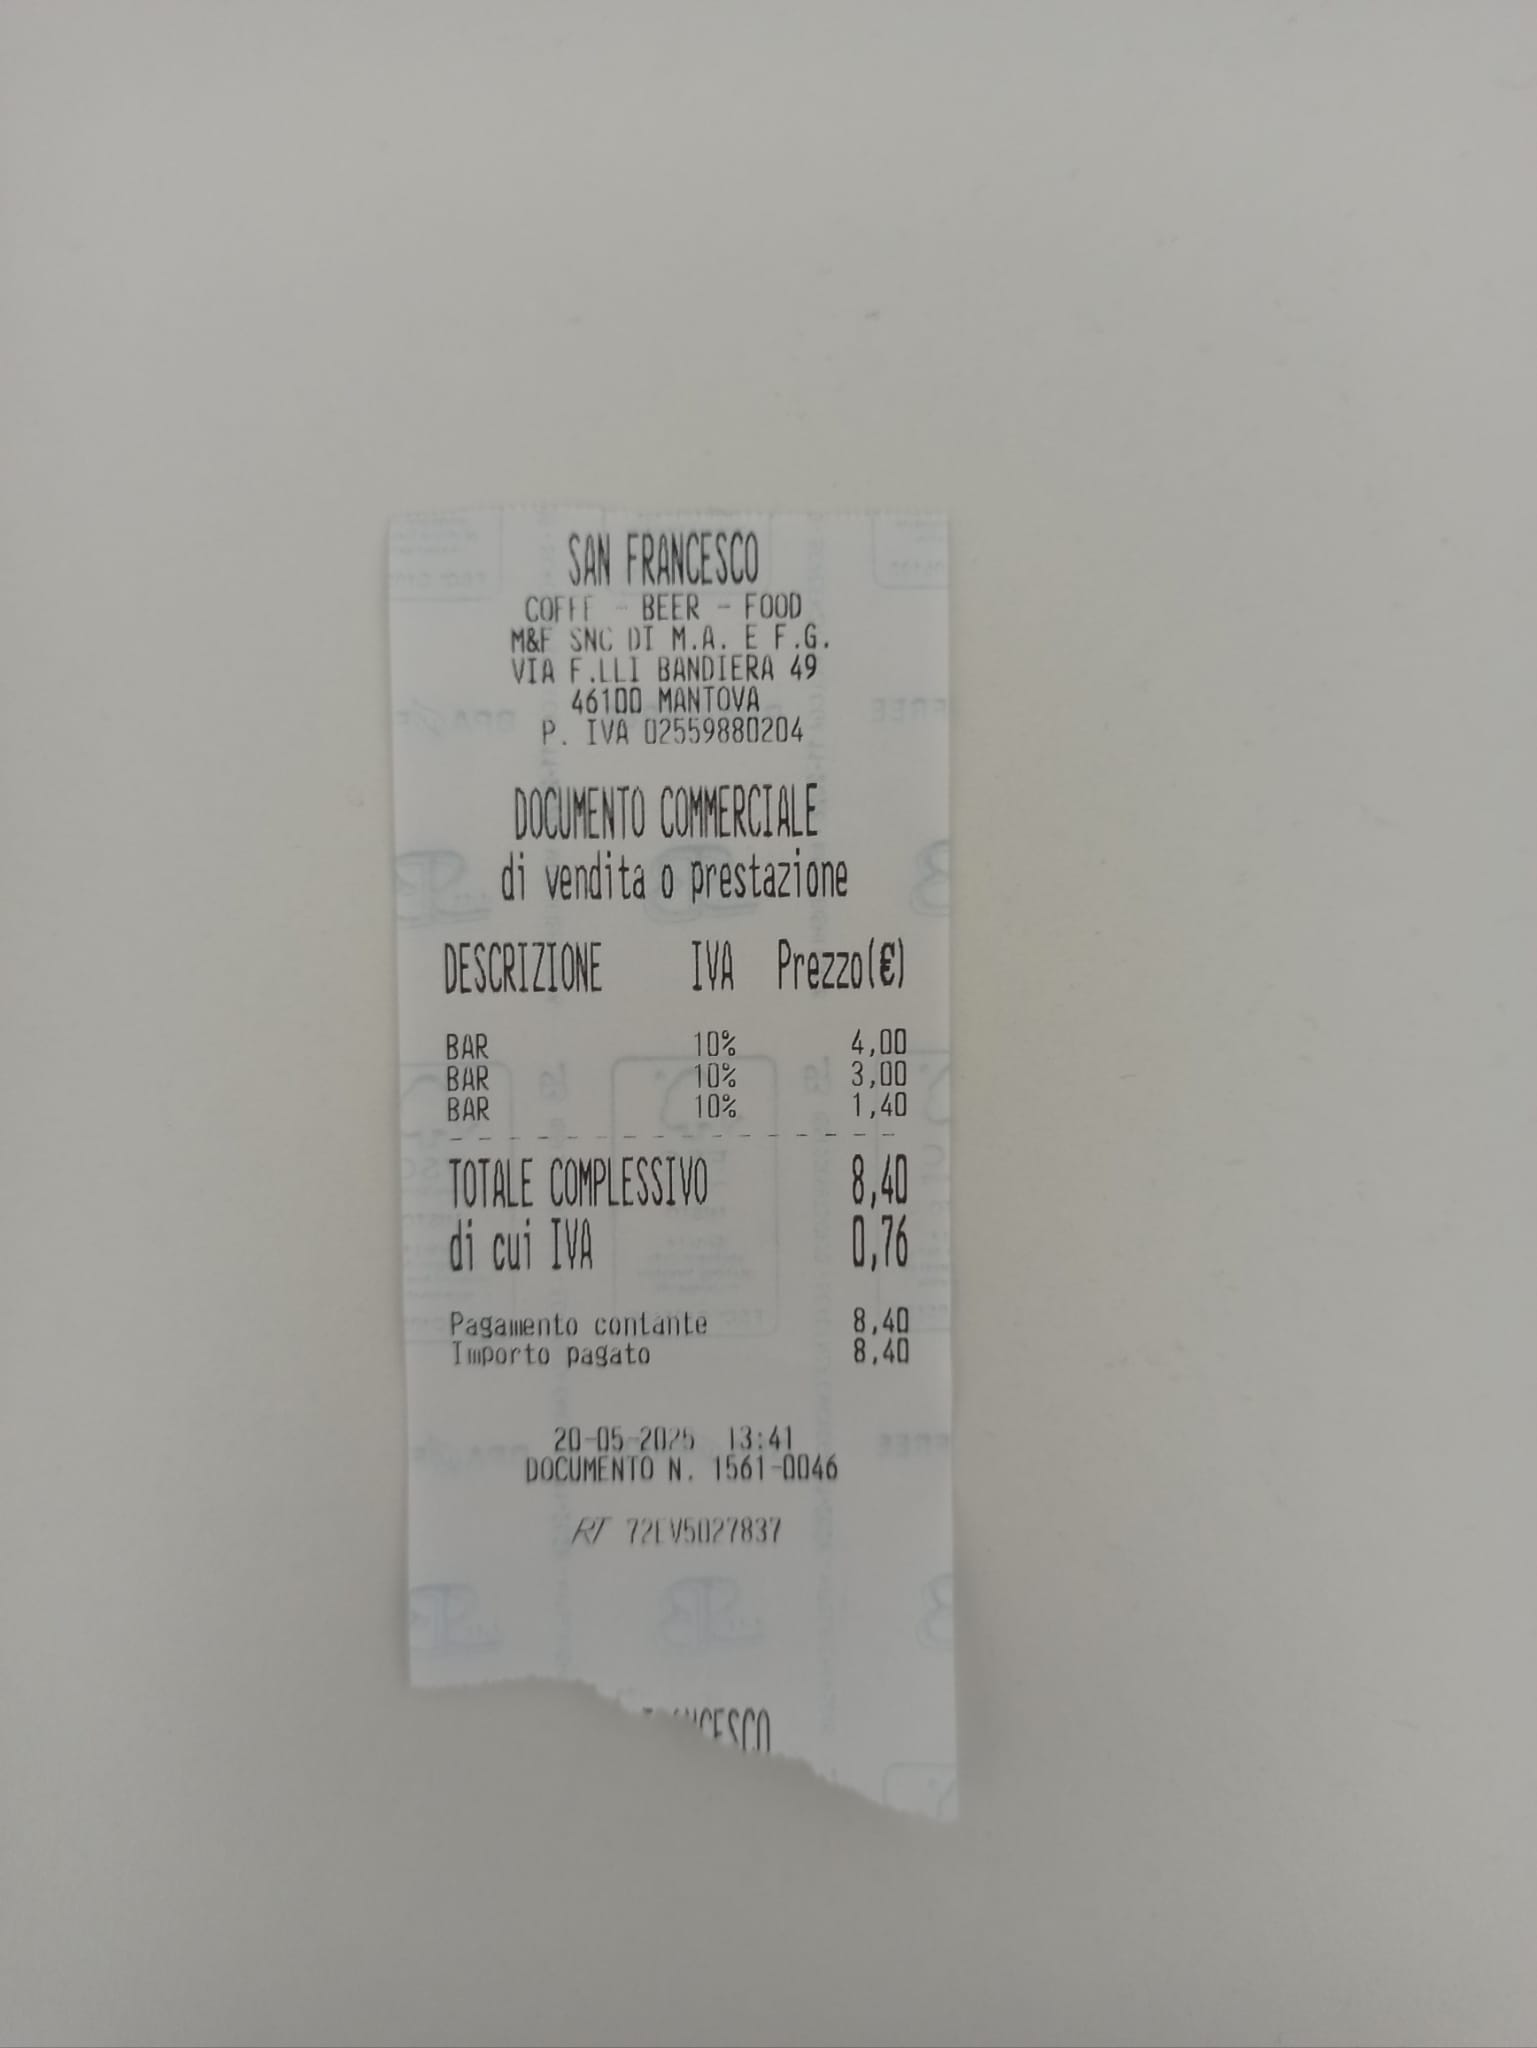 SAN FRANCESCO
COFFE - BEER - FOOD
M&F SNC DI M.A. E F.G.
VIA F.LLI BANDIERA 49
46100 MANTOVA
P. IVA 02559880204
DOCUMENTO COMMERCIALE
di vendita o prestazione
DESCRIZIONE IVA Prezzo(€)
BAR 10% 4,00
BAR 10% 3,00
BAR 10% 1,40
TOTALE COMPLESSIVO 8,40
di cui IVA 0,76
Pagamento contante 8,40
Importo pagato 8,40
20-05-2025 13:41
DOCUMENTO N. 1561-0046
RT 72EV5027837